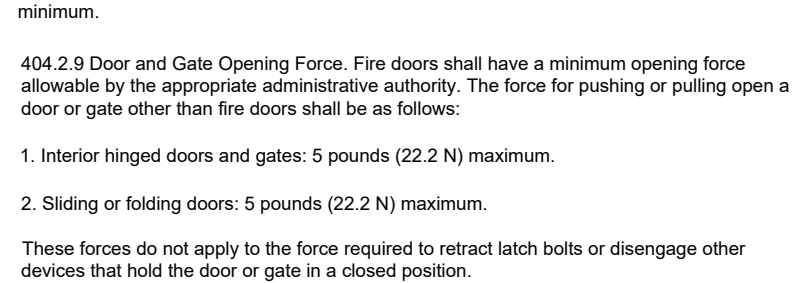 minimum.
404.2.9 Door and Gate Opening Force. Fire doors shall have a minimum opening force
allowable by the appropriate administrative authority. The force for pushing or pulling open a
door or gate other than fire doors shall be as follows:
1. Interior hinged doors and gates: 5 pounds (22.2 N) maximum.
2. Sliding or folding doors: 5 pounds (22.2 N) maximum.
These forces do not apply to the force required to retract latch bolts or disengage other
devices that hold the door or gate in a closed position.